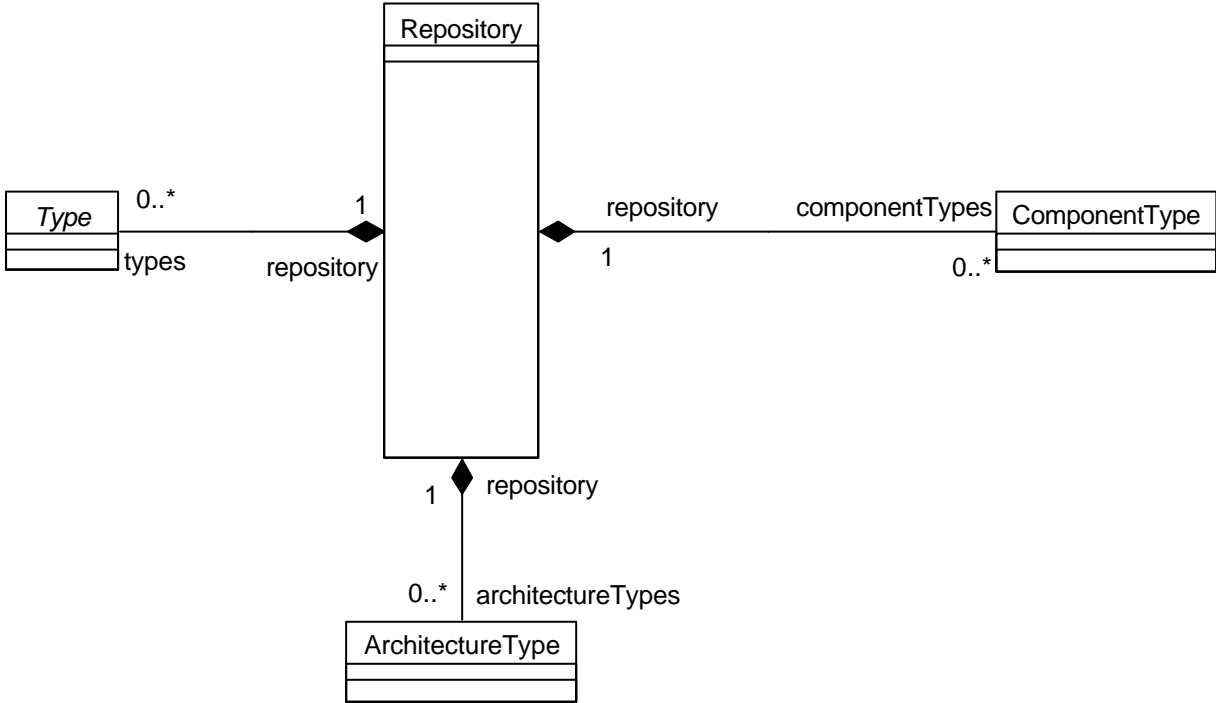 Repository
0..*
1
Type
types
repository
repository
componentTypes
1
0..*
ComponentType
1
repository
0..*
architectureTypes
ArchitectureType